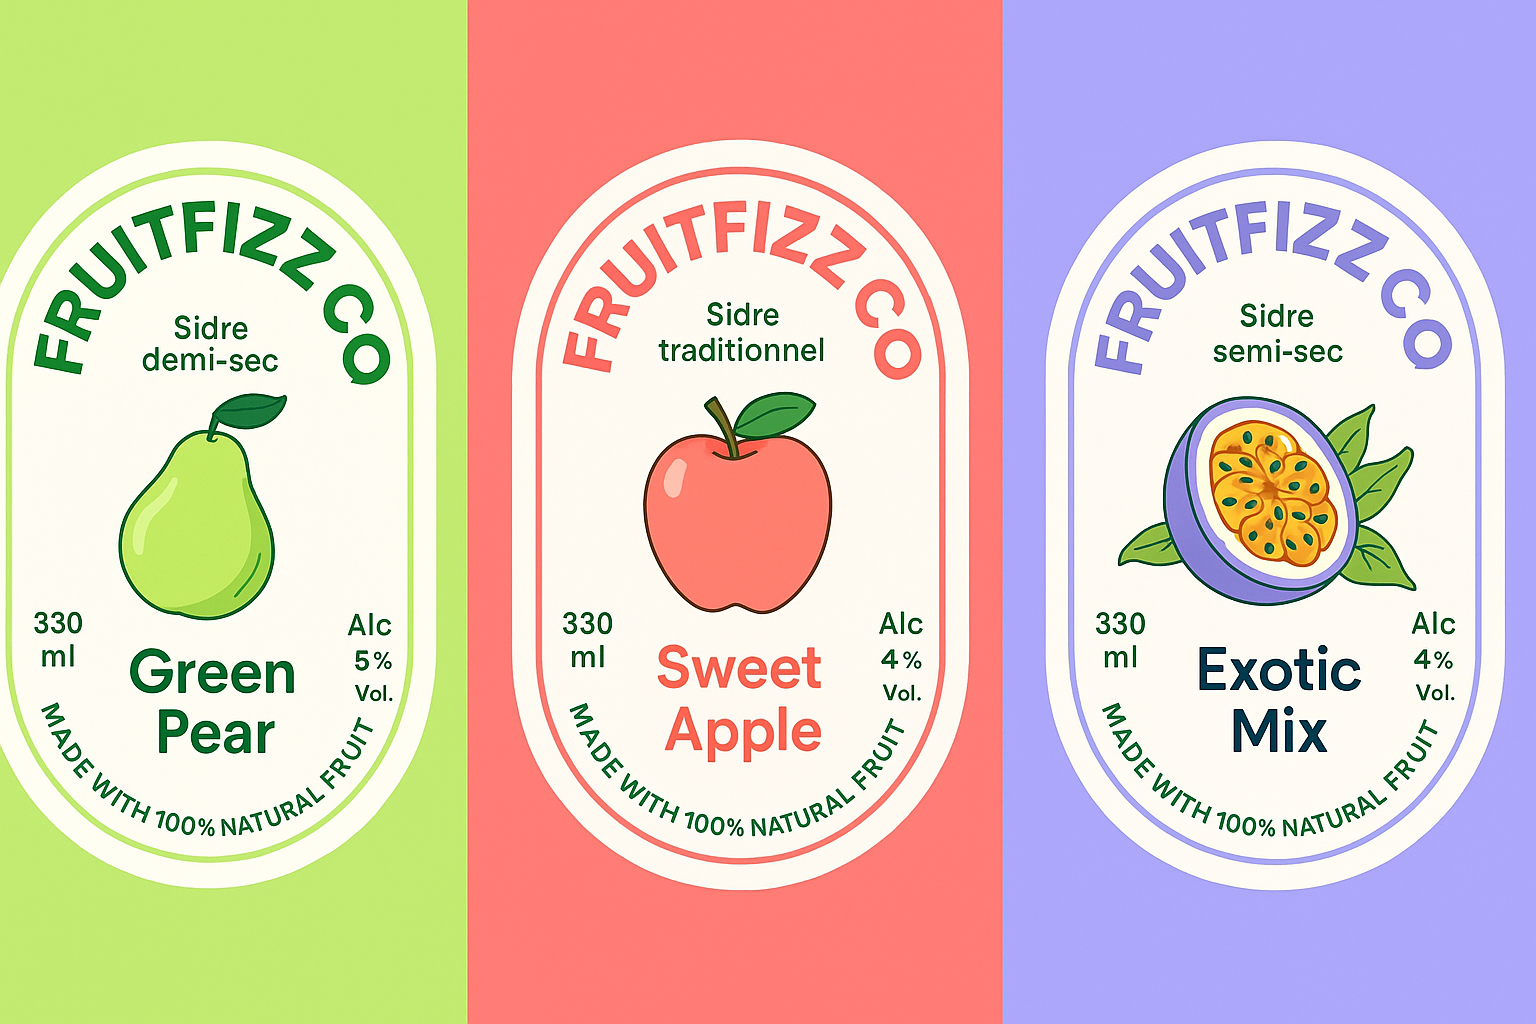 FRUITFIZZ CO
Sidre
demi-sec
330
ml
Alc
5%
Vol.
Green
Pear
MADE WITH 100% NATURAL FRUIT
FRUITFIZZ CO
Sidre
traditionnel
330
ml
Alc
4%
Vol.
Sweet
Apple
MADE WITH 100% NATURAL FRUIT
FRUITFIZZ CO
Sidre
semi-sec
330
ml
Alc
4%
Vol.
Exotic
Mix
MADE WITH 100% NATURAL FRUIT